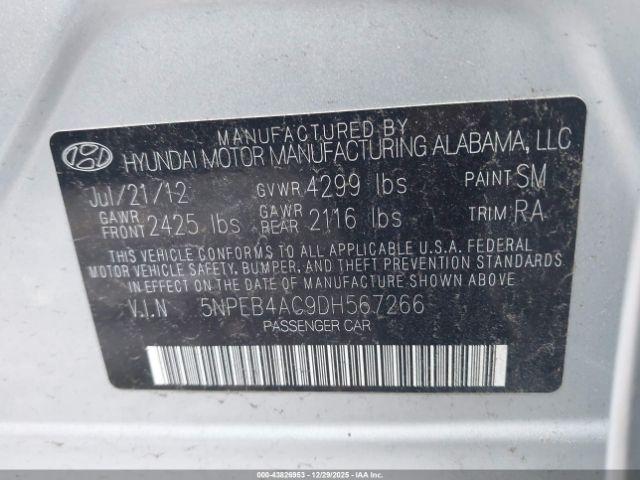 MANUFACTURED BY
HYUNDAI MOTOR MANUFACTURING ALABAMA, LLC
Jul/21/12 GVWR 4299 lbs PAINT SM
GAWR FRONT 2425 lbs GAWR REAR 2116 lbs TRIM RA
THIS VEHICLE CONFORMS TO ALL APPLICABLE U.S.A. FEDERAL
MOTOR VEHICLE SAFETY, BUMPER, AND THEFT PREVENTION STANDARDS
IN EFFECT ON THE DATE OF MANUFACTURE SHOWN ABOVE.
V.I.N 5NPEB4AC9DH567266
PASSENGER CAR
000-43826953 - 12/29/2025 - IAAI.COM